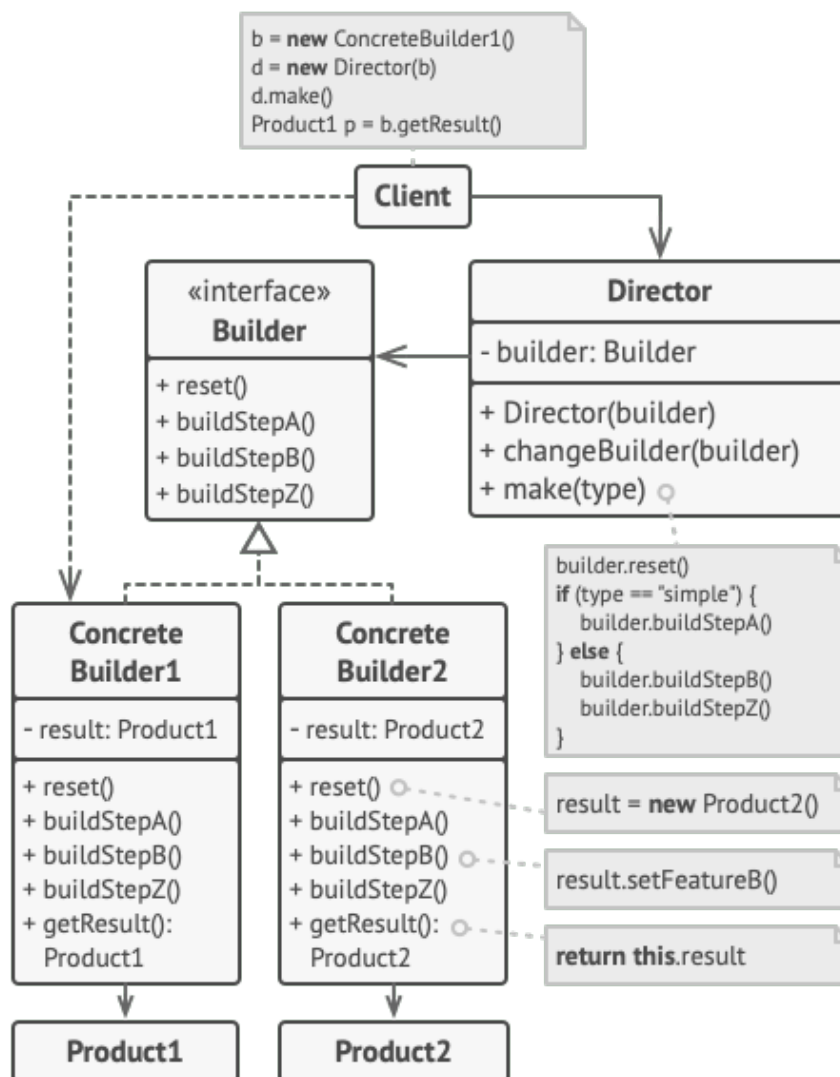 b = new ConcreteBuilder1()
d = new Director(b)
d.make()
Product1 p = b.getResult()
Client
«interface»
Builder
+ reset()
+ buildStepA()
+ buildStepB()
+ buildStepZ()
Director
- builder: Builder
+ Director(builder)
+ changeBuilder(builder)
+ make(type)
builder.reset()
if (type == "simple") {
builder.buildStepA()
} else {
builder.buildStepB()
builder.buildStepZ()
}
Concrete
Builder1
- result: Product1
+ reset()
+ buildStepA()
+ buildStepB()
+ buildStepZ()
+ getResult():
Product1
Concrete
Builder2
- result: Product2
+ reset()
+ buildStepA()
+ buildStepB()
+ buildStepZ()
+ getResult():
Product2
result = new Product2()
result.setFeatureB()
return this.result
Product1
Product2